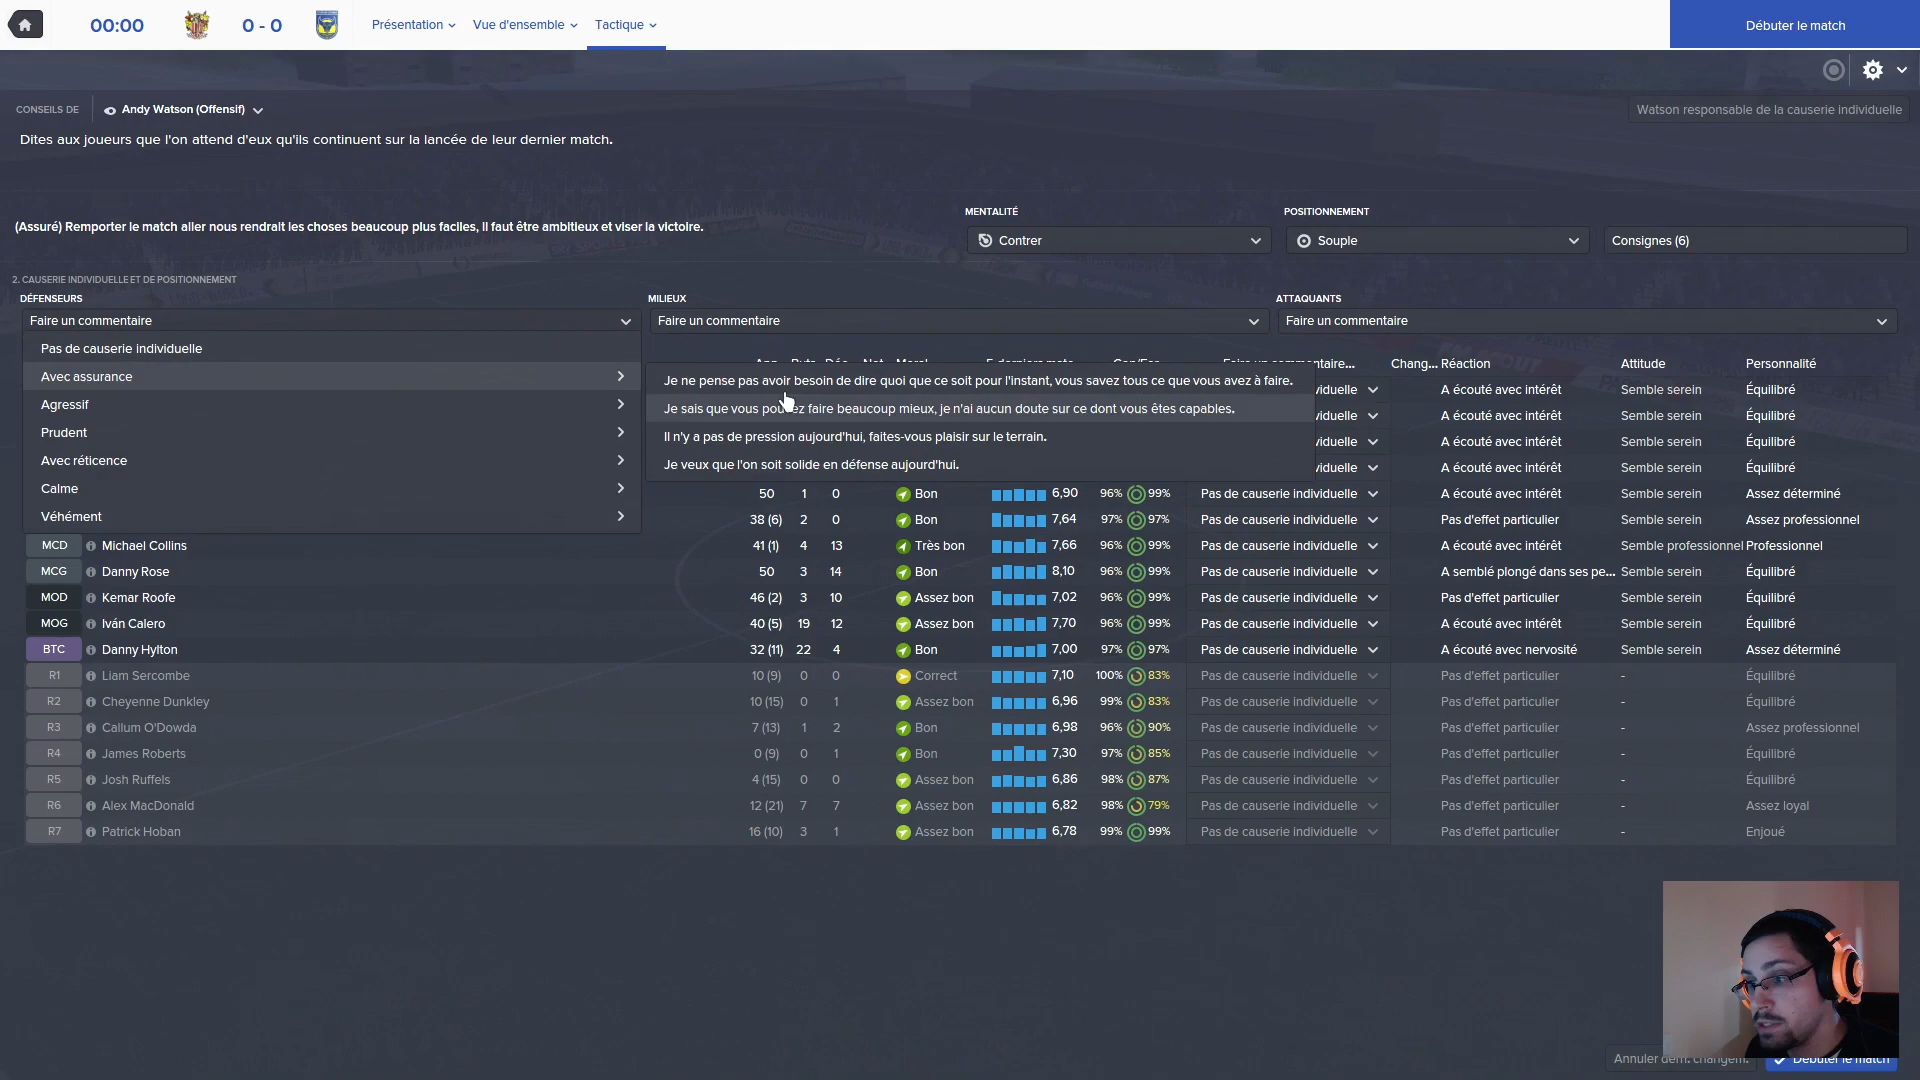 00:00
0 - 0
Présentation
Vue d'ensemble
Tactique
Débuter le match
CONSEILS DE
Andy Watson (Offensif)
Watson responsable de la causerie individuelle
Dites aux joueurs que l'on attend d'eux qu'ils continuent sur la lancée de leur dernier match.
MENTALITÉ
POSITIONNEMENT
(Assuré) Remporter le match aller nous rendrait les choses beaucoup plus faciles, il faut être ambitieux et viser la victoire.
Contrer
Souple
Consignes (6)
2. CAUSERIE INDIVIDUELLE ET DE POSITIONNEMENT
DÉFENSEURS
MILIEUX
ATTAQUANTS
Faire un commentaire
Faire un commentaire
Faire un commentaire
Pas de causerie individuelle
Avec assurance
Agressif
Prudent
Avec réticence
Calme
Véhément
Je ne pense pas avoir besoin de dire quoi que ce soit pour l'instant, vous savez tous ce que vous avez à faire.
Je sais que vous pouvez faire beaucoup mieux, je n'ai aucun doute sur ce dont vous êtes capables.
Il n'y a pas de pression aujourd'hui, faites-vous plaisir sur le terrain.
Je veux que l'on soit solide en défense aujourd'hui.
Chang... Réaction Attitude Personnalité
A écouté avec intérêt Semble serein Équilibré
A écouté avec intérêt Semble serein Équilibré
A écouté avec intérêt Semble serein Équilibré
A écouté avec intérêt Semble serein Équilibré
50 1 0 Bon 6,90 96% 99% Pas de causerie individuelle A écouté avec intérêt Semble serein Assez déterminé
38 (6) 2 0 Bon 7,64 97% 97% Pas de causerie individuelle Pas d'effet particulier Semble serein Assez professionnel
MCD Michael Collins 41 (1) 4 13 Très bon 7,66 96% 99% Pas de causerie individuelle A écouté avec intérêt Semble professionnel Professionnel
MCG Danny Rose 50 3 14 Bon 8,10 96% 99% Pas de causerie individuelle A semblé plongé dans ses pe... Semble serein Équilibré
MOD Kemar Roofe 46 (2) 3 10 Assez bon 7,02 96% 99% Pas de causerie individuelle Pas d'effet particulier Semble serein Équilibré
MOG Iván Calero 40 (5) 19 12 Assez bon 7,70 96% 99% Pas de causerie individuelle A écouté avec intérêt Semble serein Équilibré
BTC Danny Hylton 32 (11) 22 4 Bon 7,00 97% 97% Pas de causerie individuelle A écouté avec nervosité Semble serein Assez déterminé
R1 Liam Sercombe 10 (9) 0 0 Correct 7,10 100% 83% Pas de causerie individuelle Pas d'effet particulier - Équilibré
R2 Cheyenne Dunkley 10 (15) 0 1 Assez bon 6,96 99% 83% Pas de causerie individuelle Pas d'effet particulier - Équilibré
R3 Callum O'Dowda 7 (13) 1 2 Bon 6,98 96% 90% Pas de causerie individuelle Pas d'effet particulier - Assez professionnel
R4 James Roberts 0 (9) 0 1 Bon 7,30 97% 85% Pas de causerie individuelle Pas d'effet particulier - Équilibré
R5 Josh Ruffels 4 (15) 0 0 Assez bon 6,86 98% 87% Pas de causerie individuelle Pas d'effet particulier - Équilibré
R6 Alex MacDonald 12 (21) 7 7 Assez bon 6,82 98% 79% Pas de causerie individuelle Pas d'effet particulier - Assez loyal
R7 Patrick Hoban 16 (10) 3 1 Assez bon 6,78 99% 99% Pas de causerie individuelle Pas d'effet particulier - Enjoué
Annuler dern. changem.
Débuter le match